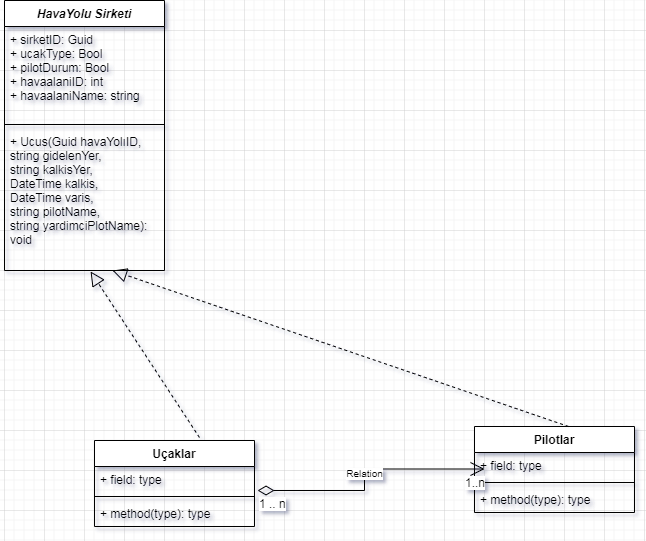 HavaYolu Sirketi
+ sirketID: Guid
+ ucakType: Bool
+ pilotDurum: Bool
+ havaalaniID: int
+ havaalaniName: string
+ Ucus(Guid havaYolıID,
string gidelenYer,
string kalkisYer,
DateTime kalkis,
DateTime varis,
string pilotName,
string yardimciPlotName):
void
Uçaklar
+ field: type
+ method(type): type
1 .. n
Relation
Pilotlar
+ field: type
1..n
+ method(type): type